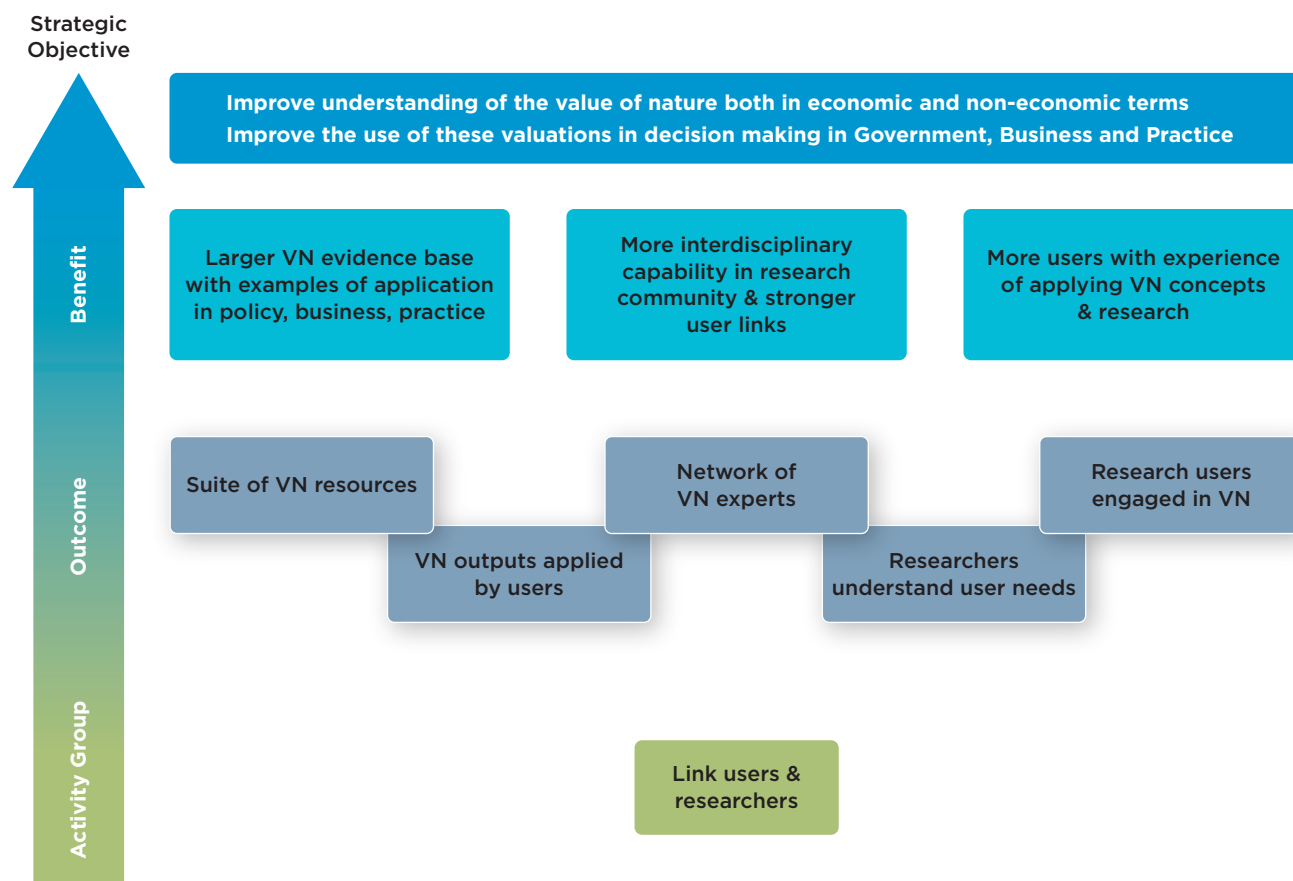 Strategic
Objective
Improve understanding of the value of nature both in economic and non-economic terms
Improve the use of these valuations in decision making in Government, Business and Practice
Benefit
Larger VN evidence base
with examples of application
in policy, business, practice
More interdisciplinary
capability in research
community & stronger
user links
More users with experience
of applying VN concepts
& research
Outcome
Suite of VN resources
Network of
VN experts
Research users
engaged in VN
VN outputs applied
by users
Researchers
understand user needs
Activity Group
Link users &
researchers